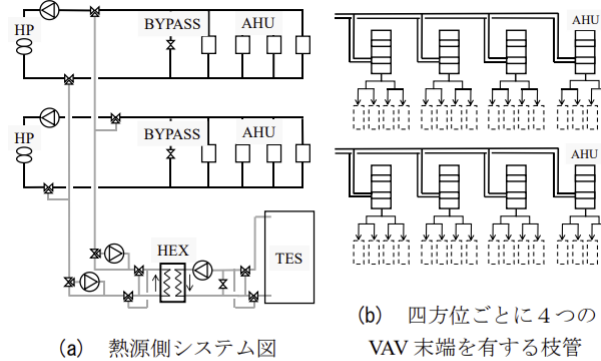 HP
BYPASS
AHU
HP
BYPASS
AHU
HEX
TES
(a) 熱源側システム図
AHU
AHU
(b) 四方位ごとに４つの
VAV 末端を有する枝管